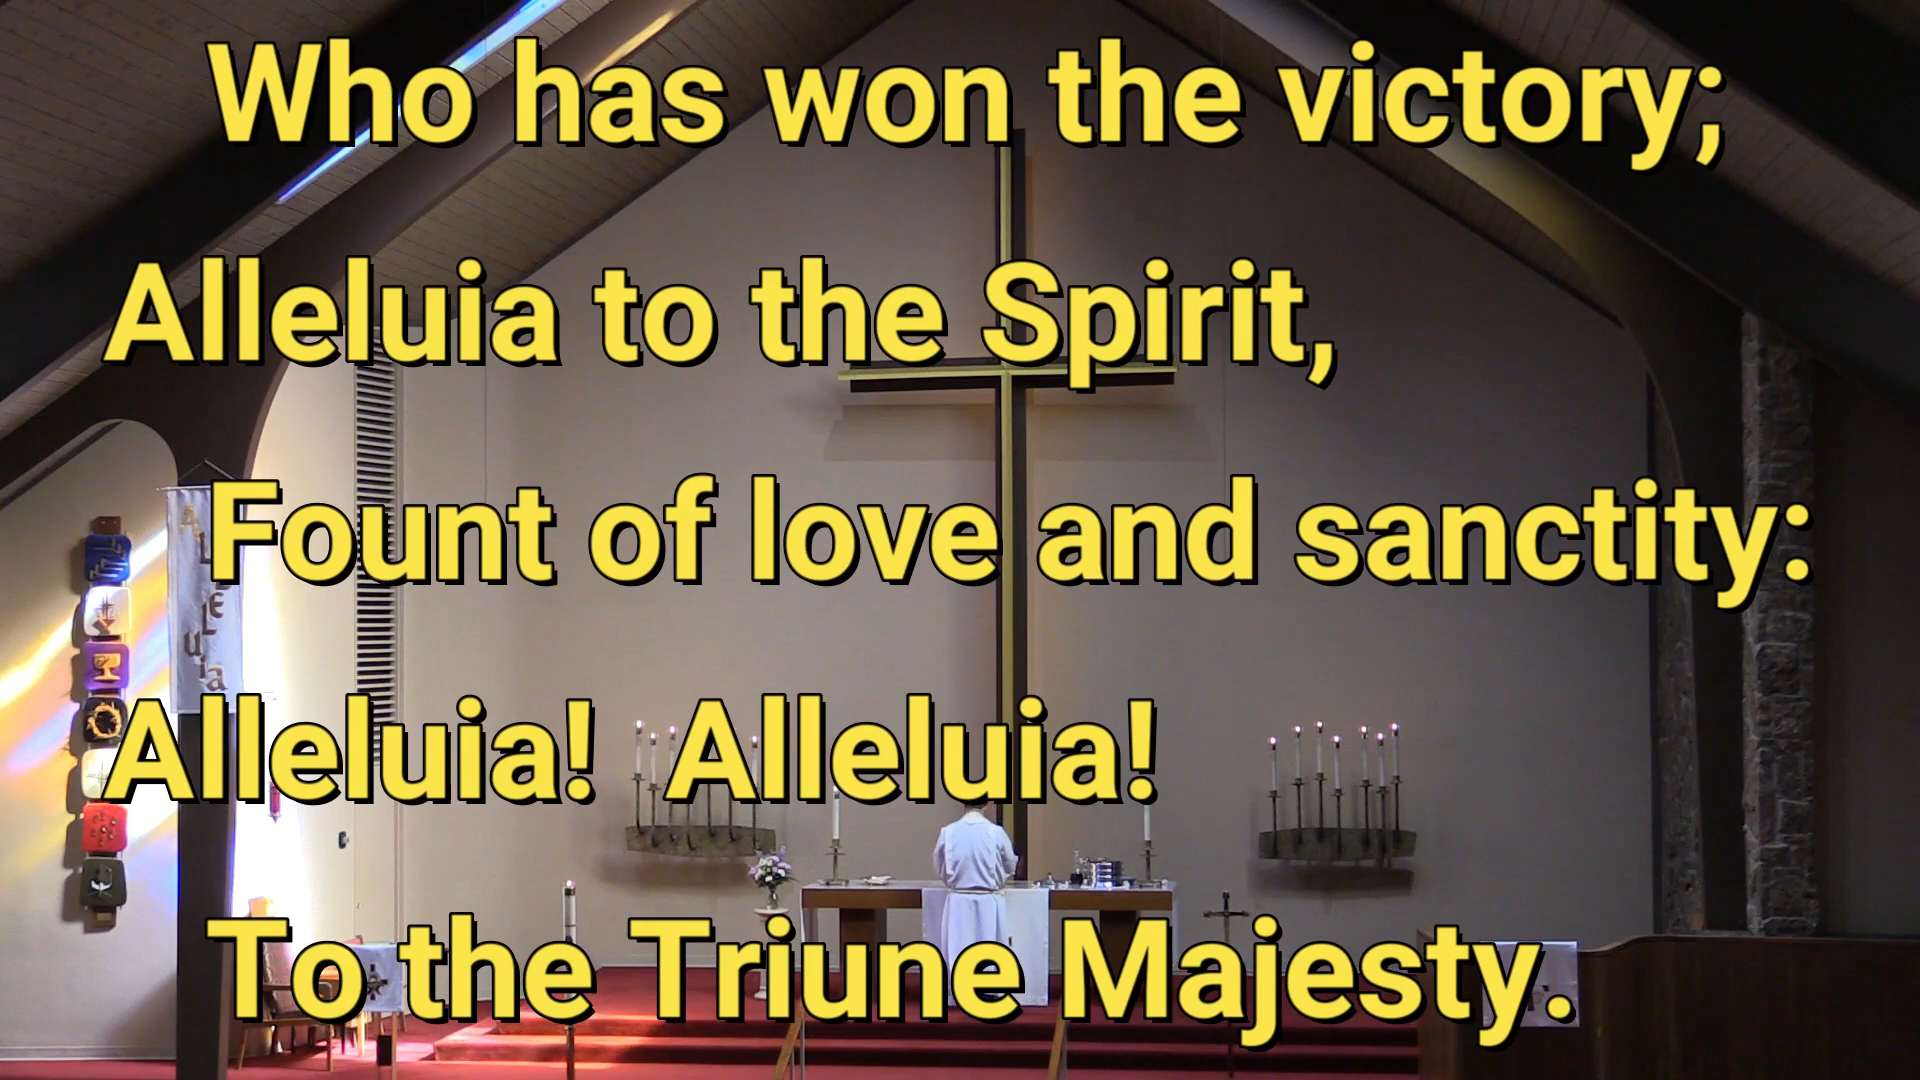 Who has won the victory;
Alleluia to the Spirit,
Fount of love and sanctity:
Alleluia!  Alleluia!
To the Triune Majesty.